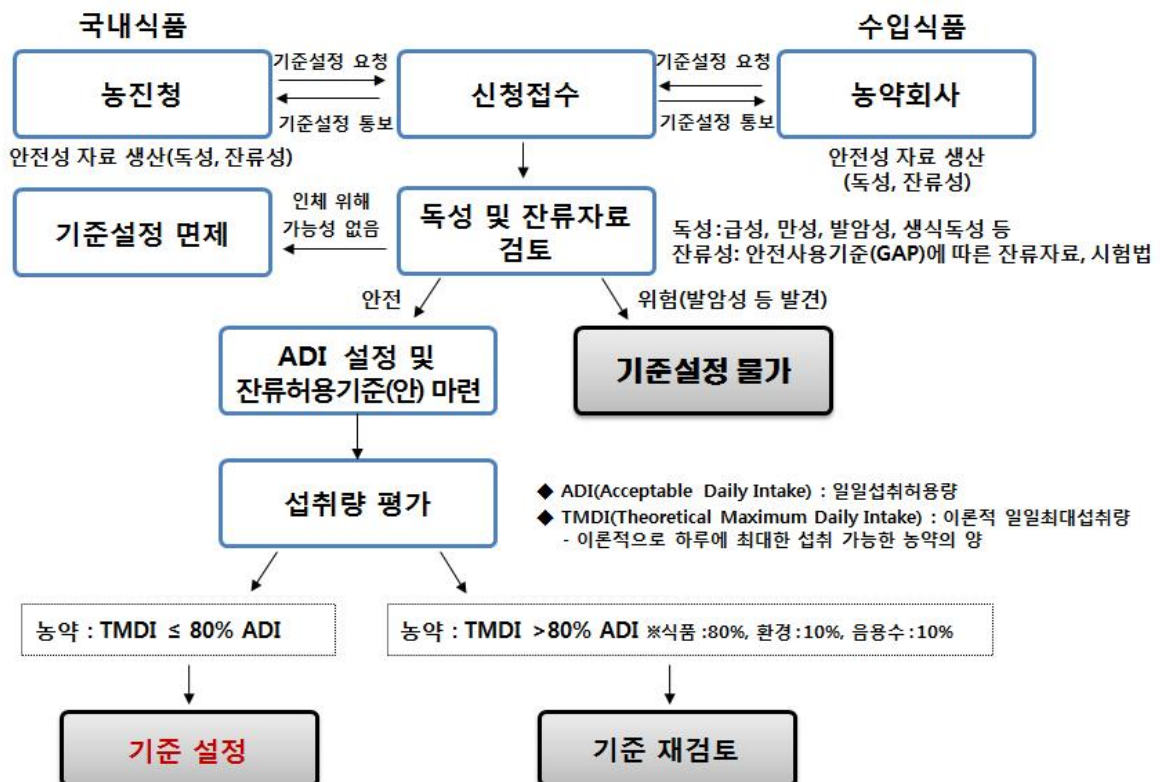 국내식품
수입식품
농진청
기준설정 요청
기준설정 통보
신청접수
기준설정 요청
기준설정 통보
농약회사
안전성 자료 생산(독성, 잔류성)
안전성 자료 생산
(독성, 잔류성)
기준설정 면제
인체 위해
가능성 없음
독성 및 잔류자료
검토
독성:급성, 만성, 발암성, 생식독성 등
잔류성: 안전사용기준(GAP)에 따른 잔류자료, 시험법
안전
위험(발암성 등 발견)
ADI 설정 및
잔류허용기준(안) 마련
기준설정 물가
섭취량 평가
◆ ADI(Acceptable Daily Intake) : 일일섭취허용량
◆ TMDI(Theoretical Maximum Daily Intake) : 이론적 일일최대섭취량
- 이론적으로 하루에 최대한 섭취 가능한 농약의 양
농약 : TMDI ≤ 80% ADI
농약 : TMDI >80% ADI ※식품 :80%, 환경 :10%, 음용수 :10%
기준 설정
기준 재검토